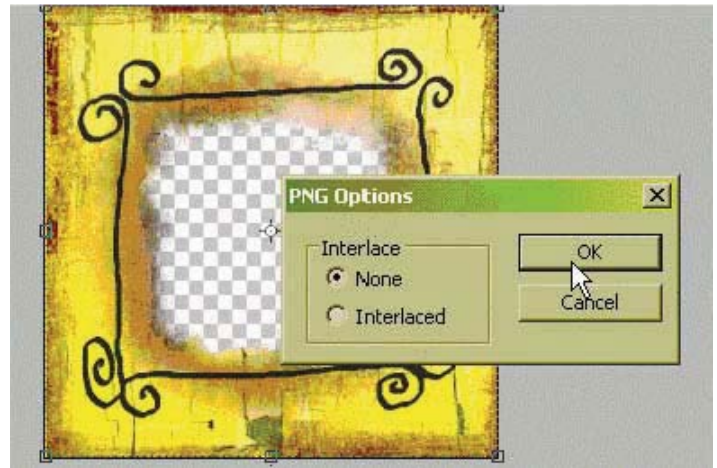 PNG Options
Interlace
None
Interlaced
OK
Cancel